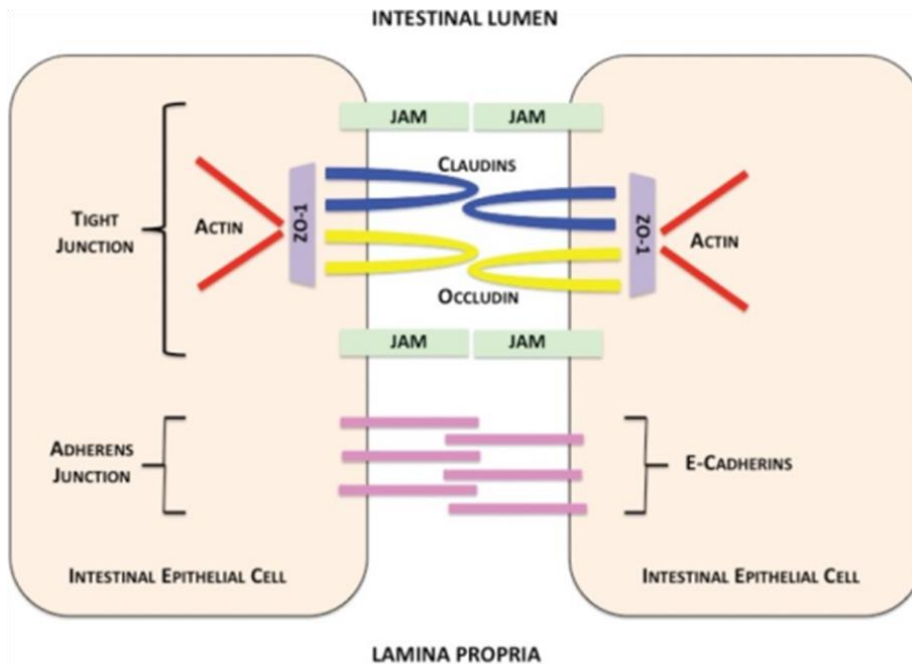 INTESTINAL LUMEN
JAM JAM
CLAUDINS
TIGHT
JUNCTION
ACTIN
ZO-1
ZO-1
ACTIN
OCCLUDIN
JAM JAM
ADHERENS
JUNCTION
E-CADHERINS
INTESTINAL EPITHELIAL CELL
INTESTINAL EPITHELIAL CELL
LAMINA PROPRIA